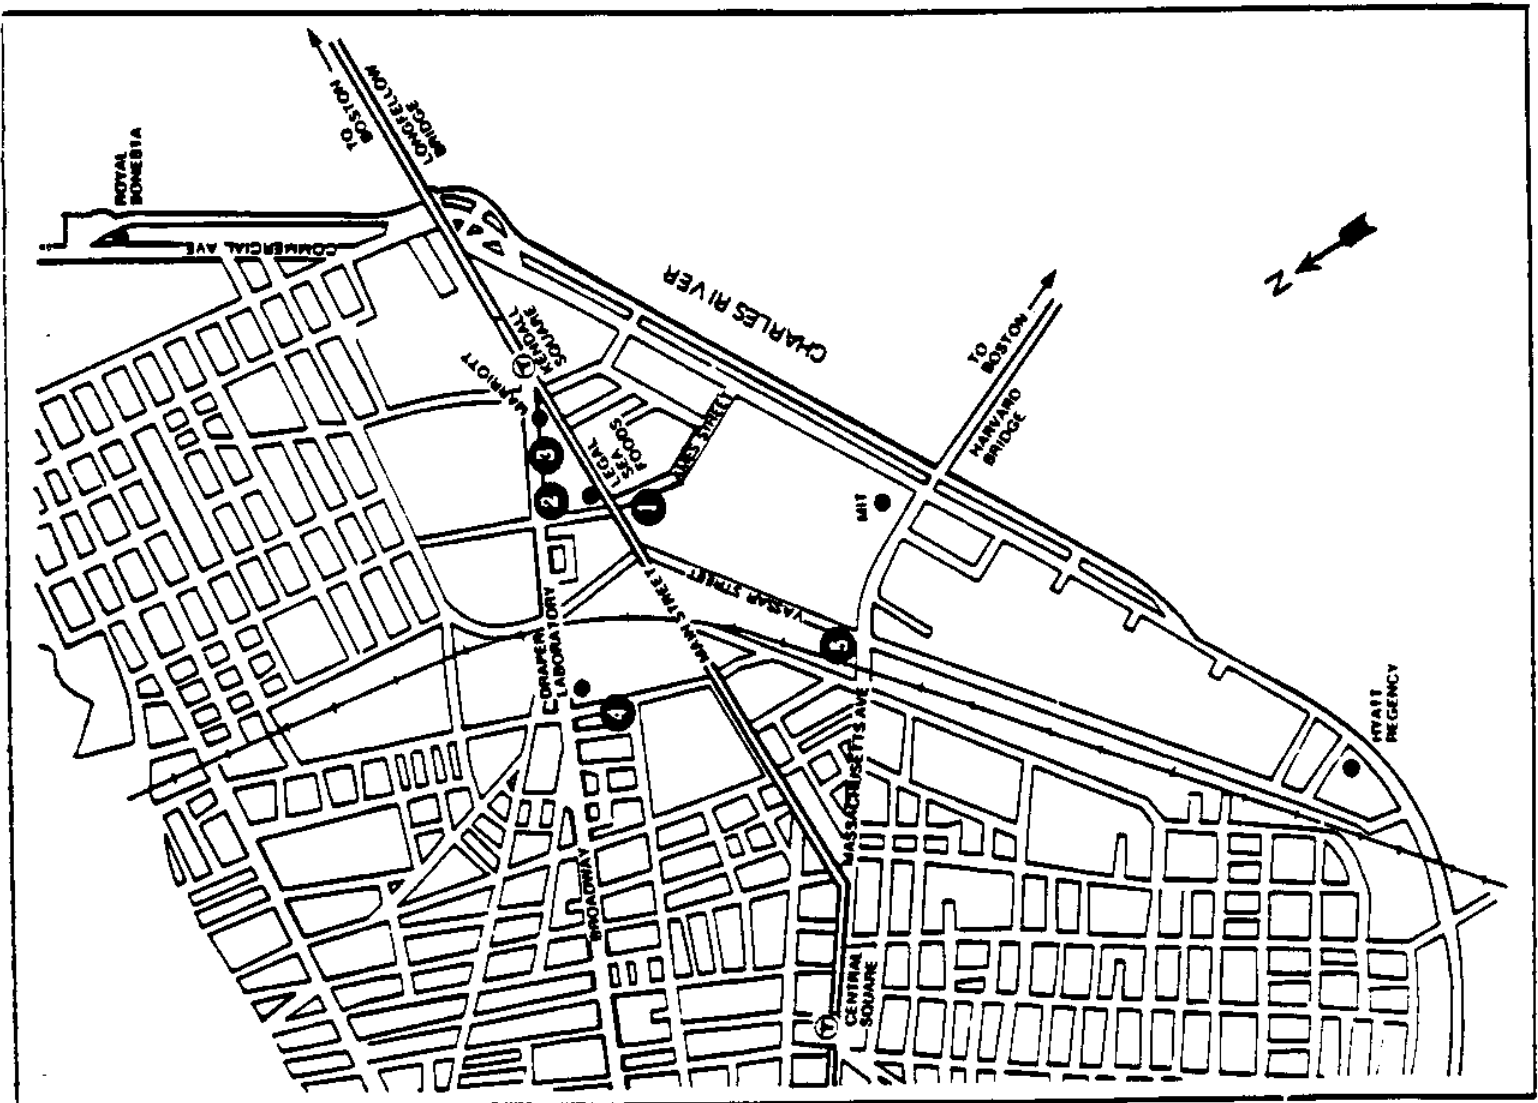 TO
BOSTON
LONGFELLOW
BRIDGE
ROYAL
SONESTA
COMMERCIAL AVE
CHARLES RIVER
N
KENDALL
SQUARE
T
MARRIOTT
TO
BOSTON
HARVARD
BRIDGE
LEGAL
SEA
FOODS
AMES STREET
3
2
1
MIT
VASSAR STREET
MAIN STREET
DRAPER
LABORATORY
5
4
MASSACHUSETTS AVE
HYATT
REGENCY
BROADWAY
CENTRAL
SQUARE
T